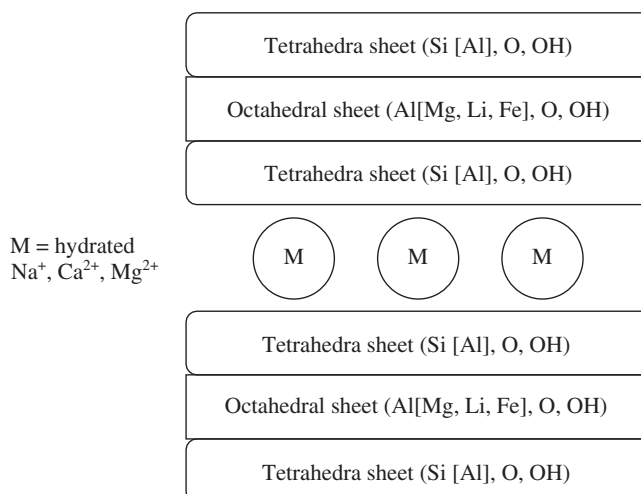 Tetrahedra sheet (Si [Al], O, OH)
Octahedral sheet (Al[Mg, Li, Fe], O, OH)
Tetrahedra sheet (Si [Al], O, OH)
M = hydrated
Na⁺, Ca²⁺, Mg²⁺
M M M
Tetrahedra sheet (Si [Al], O, OH)
Octahedral sheet (Al[Mg, Li, Fe], O, OH)
Tetrahedra sheet (Si [Al], O, OH)